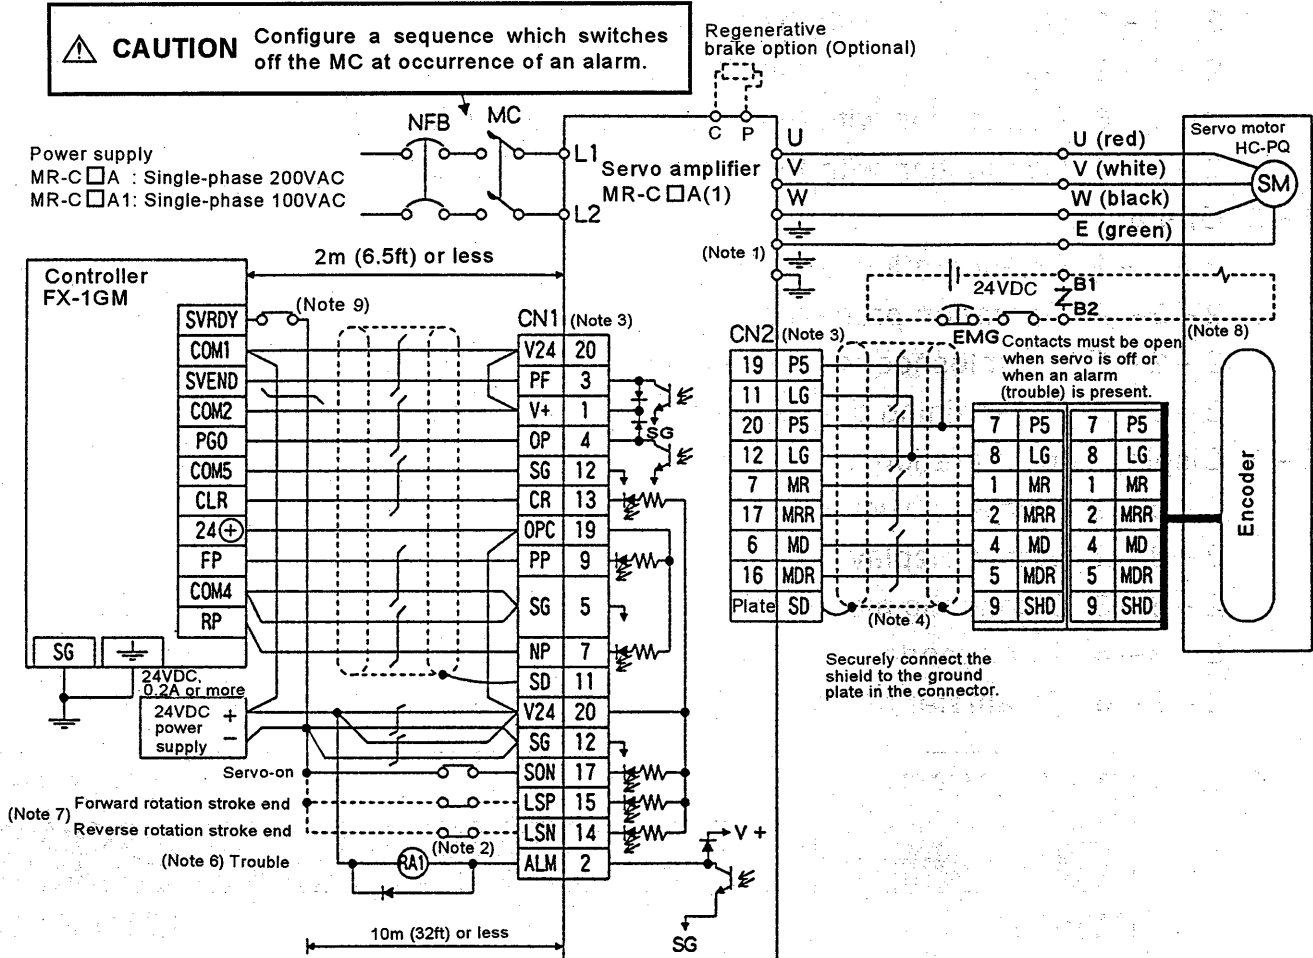 CAUTION Configure a sequence which switches
off the MC at occurrence of an alarm.
Regenerative
brake option (Optional)
C P
NFB MC
Power supply
MR-C□A : Single-phase 200VAC
MR-C□A1: Single-phase 100VAC
L1
L2
Servo amplifier
MR-C□A(1)
U
V
W
(Note 1)
U (red)
V (white)
W (black)
E (green)
Servo motor
HC-PQ
SM
24VDC
B1
B2
EMG
(Note 8)
Contacts must be open
when servo is off or
when an alarm
(trouble) is present.
2m (6.5ft) or less
Controller
FX-1GM
SVRDY
COM1
SVEND
COM2
PG0
COM5
CLR
24+
FP
COM4
RP
SG
(Note 9)
CN1 (Note 3)
V24 20
PF 3
V+ 1
OP 4
SG 12
CR 13
OPC 19
PP 9
SG 5
NP 7
SD 11
V24 20
SG 12
SON 17
LSP 15
LSN 14
ALM 2
SG
24VDC,
0.2A or more
24VDC
power
supply
+
−
Servo-on
(Note 7)
Forward rotation stroke end
Reverse rotation stroke end
(Note 2)
(Note 6) Trouble
RA1
10m (32ft) or less
V +
SG
CN2 (Note 3)
19 P5
11 LG
20 P5
12 LG
7 MR
17 MRR
6 MD
16 MDR
Plate SD
(Note 4)
7 P5 7 P5
8 LG 8 LG
1 MR 1 MR
2 MRR 2 MRR
4 MD 4 MD
5 MDR 5 MDR
9 SHD 9 SHD
Encoder
Securely connect the
shield to the ground
plate in the connector.